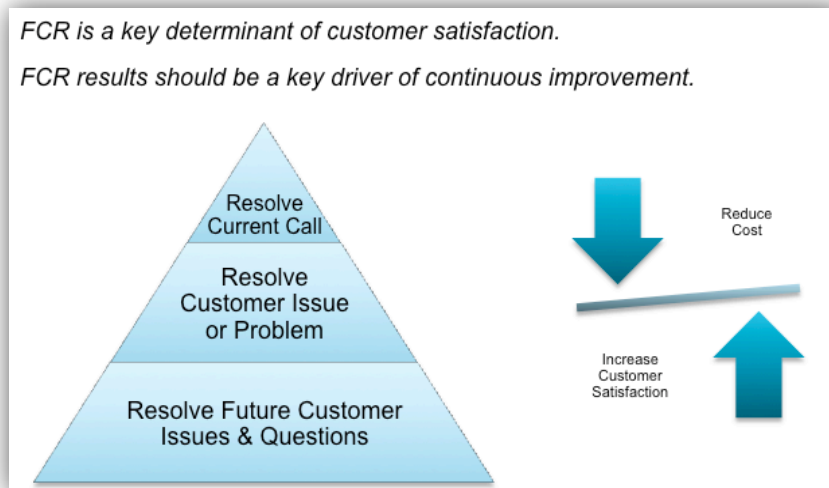 FCR is a key determinant of customer satisfaction.
FCR results should be a key driver of continuous improvement.
Resolve
Current Call
Resolve
Customer Issue
or Problem
Resolve Future Customer
Issues & Questions
Reduce
Cost
Increase
Customer
Satisfaction